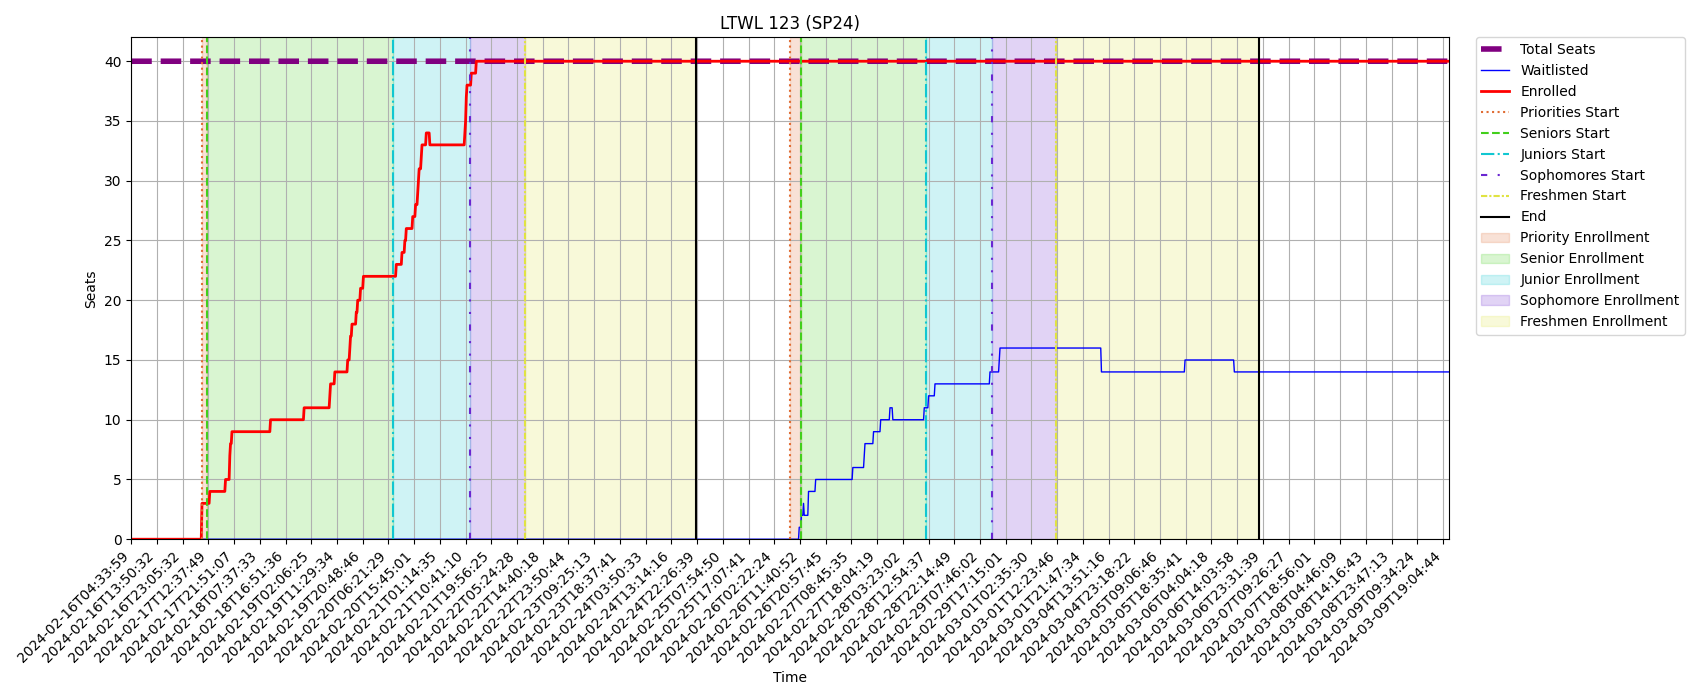 LTWL 123 (SP24)
Seats
40
35
30
25
20
15
10
5
0
2024-02-16T04:33:59
2024-02-16T13:50:32
2024-02-16T23:05:32
2024-02-17T12:37:49
2024-02-17T21:51:07
2024-02-18T07:37:33
2024-02-18T16:51:36
2024-02-19T02:06:25
2024-02-19T11:29:34
2024-02-19T20:48:46
2024-02-20T06:21:29
2024-02-20T15:45:01
2024-02-21T01:14:35
2024-02-21T10:41:10
2024-02-21T19:56:25
2024-02-22T05:24:28
2024-02-22T14:40:18
2024-02-22T23:50:44
2024-02-23T09:25:13
2024-02-23T18:37:41
2024-02-24T03:50:33
2024-02-24T13:14:16
2024-02-24T22:26:39
2024-02-25T07:54:50
2024-02-25T17:07:41
2024-02-26T02:22:24
2024-02-26T11:40:52
2024-02-26T20:57:45
2024-02-27T08:45:35
2024-02-27T18:04:19
2024-02-28T03:23:02
2024-02-28T12:54:37
2024-02-28T22:14:49
2024-02-29T07:46:02
2024-02-29T17:15:01
2024-03-01T02:35:30
2024-03-01T12:23:46
2024-03-01T21:47:34
2024-03-04T13:51:16
2024-03-04T23:18:22
2024-03-05T09:06:46
2024-03-05T18:35:41
2024-03-06T04:04:18
2024-03-06T14:03:58
2024-03-06T23:31:39
2024-03-07T09:26:27
2024-03-07T18:56:01
2024-03-08T04:46:09
2024-03-08T14:16:43
2024-03-08T23:47:13
2024-03-09T09:34:24
2024-03-09T19:04:44
Time
Total Seats
Waitlisted
Enrolled
Priorities Start
Seniors Start
Juniors Start
Sophomores Start
Freshmen Start
End
Priority Enrollment
Senior Enrollment
Junior Enrollment
Sophomore Enrollment
Freshmen Enrollment